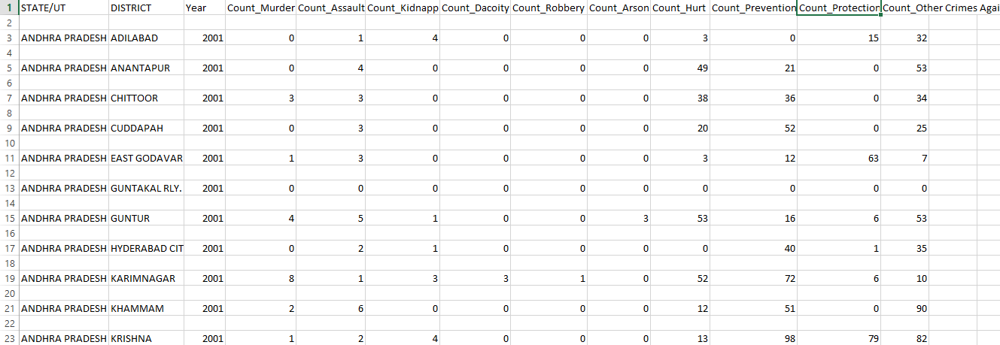 1 STATE/UT DISTRICT Year Count_Murder Count_Assault Count_Kidnapp Count_Dacoity Count_Robbery Count_Arson Count_Hurt Count_Prevention Count_Protection Count_Other Crimes Agai
2
3 ANDHRA PRADESH ADILABAD 2001 0 1 4 0 0 0 3 0 15 32
4
5 ANDHRA PRADESH ANANTAPUR 2001 0 4 0 0 0 0 49 21 0 53
6
7 ANDHRA PRADESH CHITTOOR 2001 3 3 0 0 0 0 38 36 0 34
8
9 ANDHRA PRADESH CUDDAPAH 2001 0 3 0 0 0 0 20 52 0 25
10
11 ANDHRA PRADESH EAST GODAVAR 2001 1 3 0 0 0 0 3 12 63 7
12
13 ANDHRA PRADESH GUNTAKAL RLY. 2001 0 0 0 0 0 0 0 0 0 0
14
15 ANDHRA PRADESH GUNTUR 2001 4 5 1 0 0 3 53 16 6 53
16
17 ANDHRA PRADESH HYDERABAD CIT 2001 0 2 1 0 0 0 0 40 1 35
18
19 ANDHRA PRADESH KARIMNAGAR 2001 8 1 3 3 1 0 52 72 6 10
20
21 ANDHRA PRADESH KHAMMAM 2001 2 6 0 0 0 0 12 51 0 90
22
23 ANDHRA PRADESH KRISHNA 2001 1 2 4 0 0 0 13 98 79 82